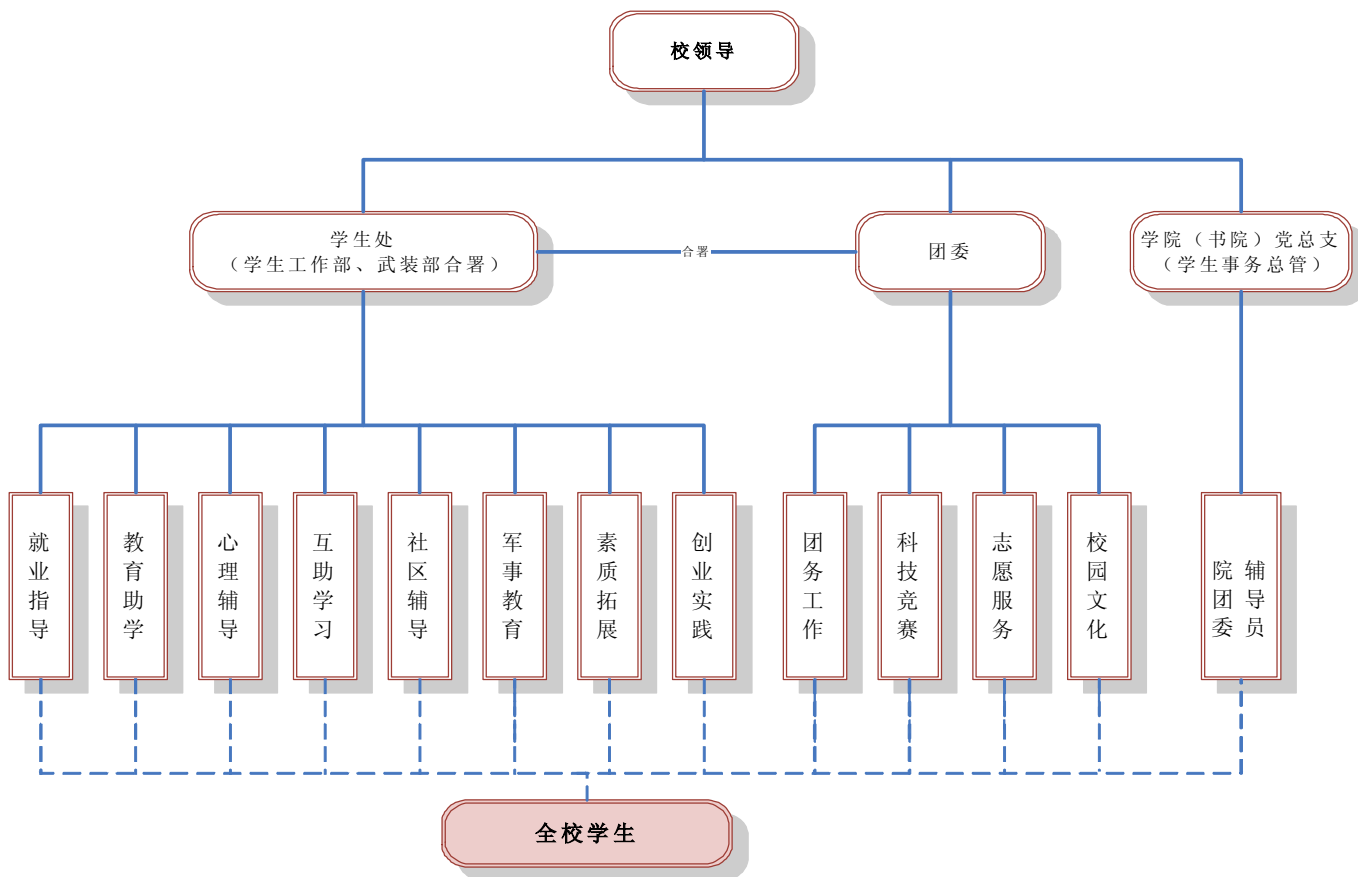 校领导
学生处
（学生工作部、武装部合署）
合署
团委
学院（书院）党总支
（学生事务总管）
就业指导
教育助学
心理辅导
互助学习
社区辅导
军事教育
素质拓展
创业实践
团务工作
科技竞赛
志愿服务
校园文化
院团委
辅导员
全校学生